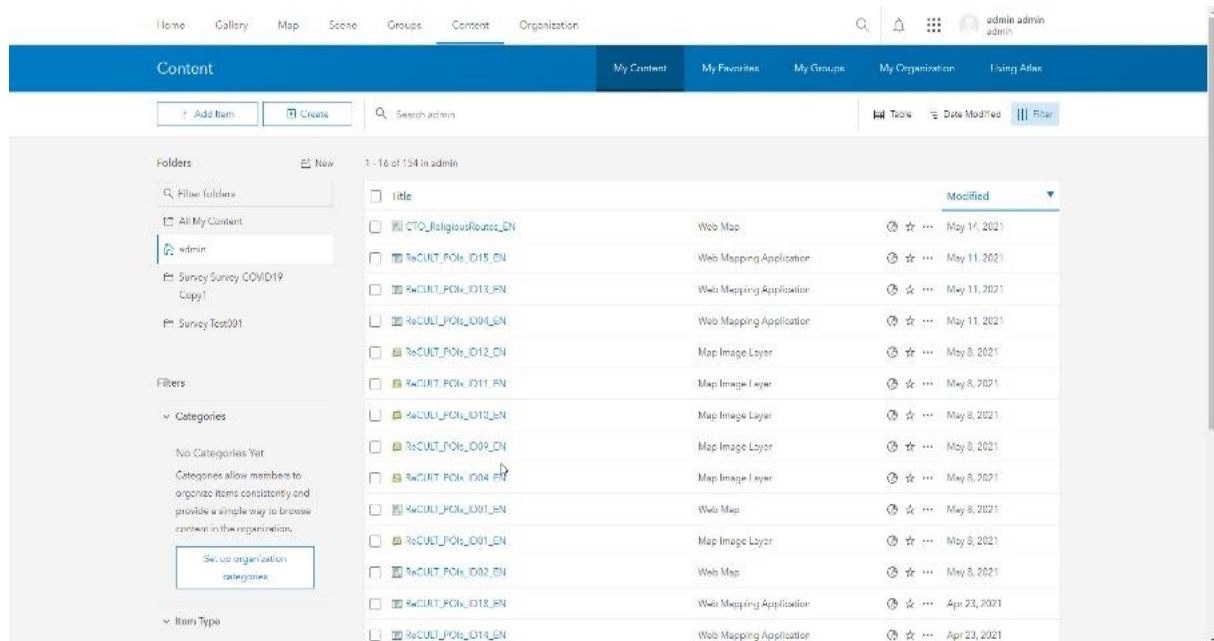 Home Gallery Map Scene Groups Content Organization admin admin
admin
Content My Content My Favorites My Groups My Organization Living Atlas
Add Item Create Search admin Table Date Modified Filter
Folders New 1 - 16 of 154 in admin
Filter folders Title Modified
All My Content CTO_ReligiousRoutes_EN Web Map May 14, 2021
admin ReCULT_POIs_ID15_EN Web Mapping Application May 11, 2021
Survey Survey COVID19
Copy1
ReCULT_POIs_ID13_EN Web Mapping Application May 11, 2021
Survey Test001 ReCULT_POIs_ID04_EN Web Mapping Application May 11, 2021
ReCULT_POIs_ID12_EN Map Image Layer May 8, 2021
Filters ReCULT_POIs_ID11_EN Map Image Layer May 8, 2021
Categories ReCULT_POIs_ID10_EN Map Image Layer May 8, 2021
No Categories Yet ReCULT_POIs_ID09_EN Map Image Layer May 8, 2021
Categories allow members to ReCULT_POIs_ID04_EN Map Image Layer May 8, 2021
organize items consistently and
provide a simple way to browse ReCULT_POIs_ID01_EN Web Map May 8, 2021
content in the organization.
ReCULT_POIs_ID01_EN Map Image Layer May 8, 2021
Set up organization
categories
ReCULT_POIs_ID02_EN Web Map May 8, 2021
ReCULT_POIs_ID18_EN Web Mapping Application Apr 23, 2021
Item Type ReCULT_POIs_ID14_EN Web Mapping Application Apr 23, 2021